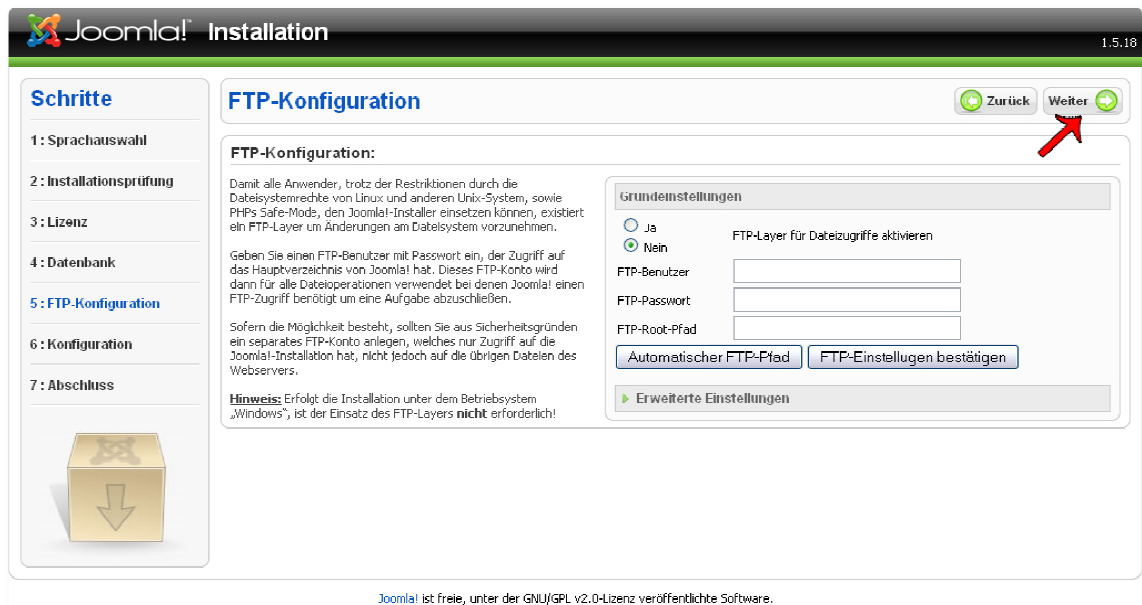 Joomla! Installation
1.5.18
Schritte
1 : Sprachauswahl
2 : Installationsprüfung
3 : Lizenz
4 : Datenbank
5 : FTP-Konfiguration
6 : Konfiguration
7 : Abschluss
FTP-Konfiguration
Zurück
Weiter
FTP-Konfiguration:
Damit alle Anwender, trotz der Restriktionen durch die
Dateisystemrechte von Linux und anderen Unix-System, sowie
PHPs Safe-Mode, den Joomla!-Installer einsetzen können, existiert
ein FTP-Layer um Änderungen am Dateisystem vorzunehmen.
Geben Sie einen FTP-Benutzer mit Passwort ein, der Zugriff auf
das Hauptverzeichnis von Joomla! hat. Dieses FTP-Konto wird
dann für alle Dateioperationen verwendet bei denen Joomla! einen
FTP-Zugriff benötigt um eine Aufgabe abzuschließen.
Sofern die Möglichkeit besteht, sollten Sie aus Sicherheitsgründen
ein separates FTP-Konto anlegen, welches nur Zugriff auf die
Joomla!-Installation hat, nicht jedoch auf die übrigen Dateien des
Webservers.
Hinweis: Erfolgt die Installation unter dem Betriebsystem
„Windows", ist der Einsatz des FTP-Layers nicht erforderlich!
Grundeinstellungen
Ja
Nein
FTP-Layer für Dateizugriffe aktivieren
FTP-Benutzer
FTP-Passwort
FTP-Root-Pfad
Automatischer FTP-Pfad
FTP-Einstellugen bestätigen
Erweiterte Einstellungen
Joomla! ist freie, unter der GNU/GPL v2.0-Lizenz veröffentlichte Software.